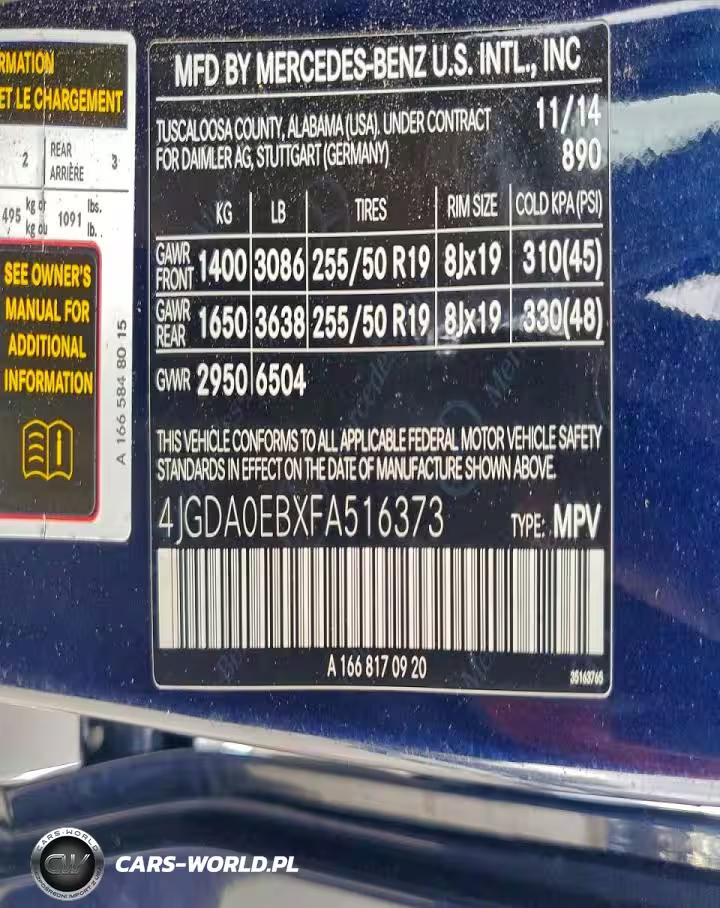 RMATION
ET LE CHARGEMENT
2 REAR ARRIÈRE 3
495 kg or kg ou 1091 lbs. lb.
SEE OWNER'S
MANUAL FOR
ADDITIONAL
INFORMATION
A 166 584 80 15
MFD BY MERCEDES-BENZ U.S. INTL., INC
TUSCALOOSA COUNTY, ALABAMA (USA). UNDER CONTRACT 11/14
FOR DAIMLER AG, STUTTGART (GERMANY) 890
KG LB TIRES RIM SIZE COLD KPA (PSI)
GAWR FRONT 1400 3086 255/50 R19 8Jx19 310(45)
GAWR REAR 1650 3638 255/50 R19 8Jx19 330(48)
GVWR 2950 6504
THIS VEHICLE CONFORMS TO ALL APPLICABLE FEDERAL MOTOR VEHICLE SAFETY
STANDARDS IN EFFECT ON THE DATE OF MANUFACTURE SHOWN ABOVE.
4JGDA0EBXFA516373 TYPE: MPV
A 166 817 09 20
35163765
CARS-WORLD
CW
CARS-WORLD.PL